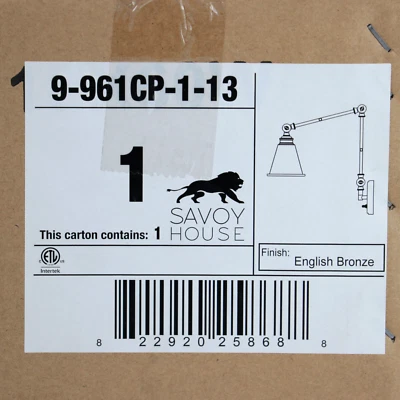 9-961CP-1-13
1
SAVOY
HOUSE
This carton contains: 1
ETL
Intertek
Finish: English Bronze
8 22920 25868 8